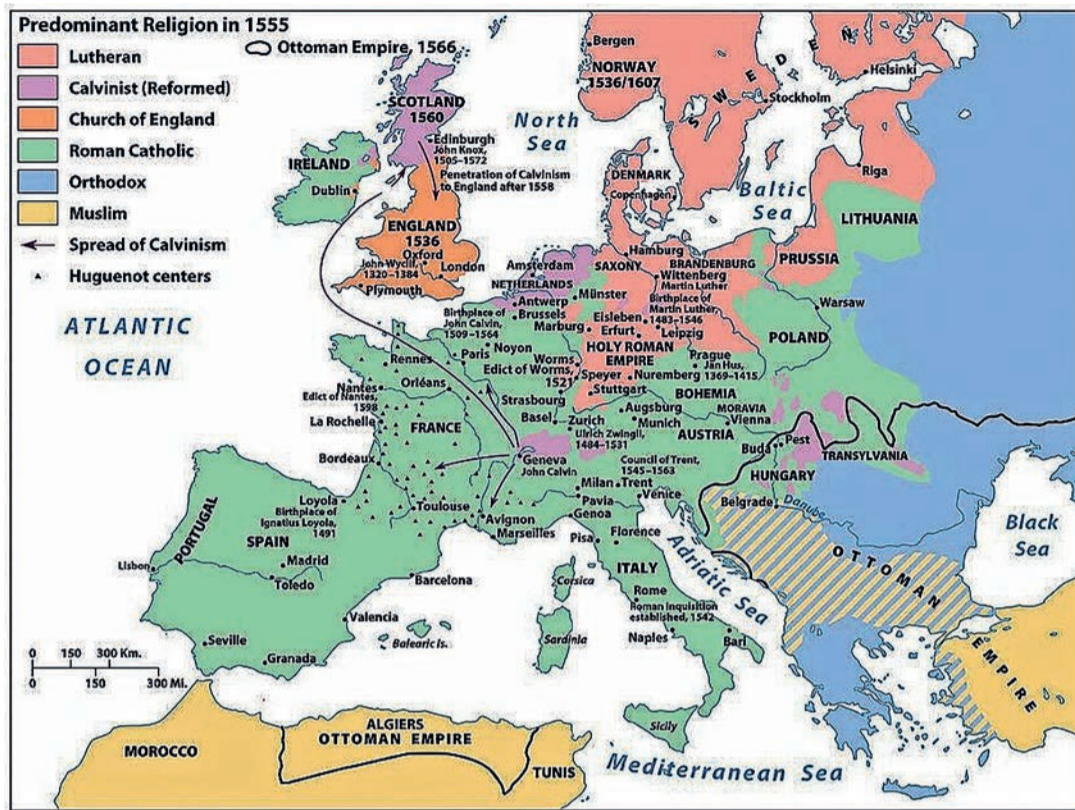 Predominant Religion in 1555
Lutheran
Calvinist (Reformed)
Church of England
Roman Catholic
Orthodox
Muslim
Spread of Calvinism
Huguenot centers
Ottoman Empire, 1566
Bergen
NORWAY
1536/1607
SWEDEN
Helsinki
Stockholm
SCOTLAND
1560
North
Sea
Edinburgh
John Knox,
1505–1572
Penetration of Calvinism
to England after 1558
IRELAND
Dublin
DENMARK
Copenhagen
Baltic
Sea
Riga
LITHUANIA
ENGLAND
1536
Oxford
John Wyclif,
1320–1384
London
Plymouth
Hamburg
PRUSSIA
Amsterdam
NETHERLANDS
SAXONY
BRANDENBURG
Wittenberg
Martin Luther
Antwerp
Brussels
Münster
Birthplace of
Martin Luther,
1483–1546
Eisleben
Marburg
Erfurt
Leipzig
Warsaw
POLAND
ATLANTIC
OCEAN
Birthplace
of John Calvin,
1509–1564
Noyon
Paris
Rennes
HOLY ROMAN
EMPIRE
Worms
Edict of Worms,
1521
Speyer
Nuremberg
Prague
Jan Hus,
1369–1415
Stuttgart
BOHEMIA
Nantes
Edict of Nantes,
1598
Orléans
Strasbourg
Augsburg
Munich
MORAVIA
Vienna
Basel
Zurich
Ulrich Zwingli,
1484–1531
AUSTRIA
La Rochelle
FRANCE
Buda
Pest
TRANSYLVANIA
HUNGARY
Geneva
John Calvin
Council of Trent,
1545–1563
Bordeaux
Milan
Trent
Pavia
Venice
Genoa
Belgrade
Danube
Loyola
Birthplace of
Ignatius Loyola,
1491
Toulouse
Avignon
Marseilles
Pisa
Florence
Adriatic Sea
Black
Sea
PORTUGAL
SPAIN
Madrid
Toledo
Lisbon
Barcelona
Corsica
ITALY
Rome
Roman Inquisition
established, 1542
OTTOMAN
EMPIRE
Valencia
Balearic Is.
Sardinia
Naples
Bari
Seville
Granada
0 150 300 Km.
0 150 300 Mi.
Sicily
MOROCCO
ALGIERS
OTTOMAN EMPIRE
TUNIS
Mediterranean Sea